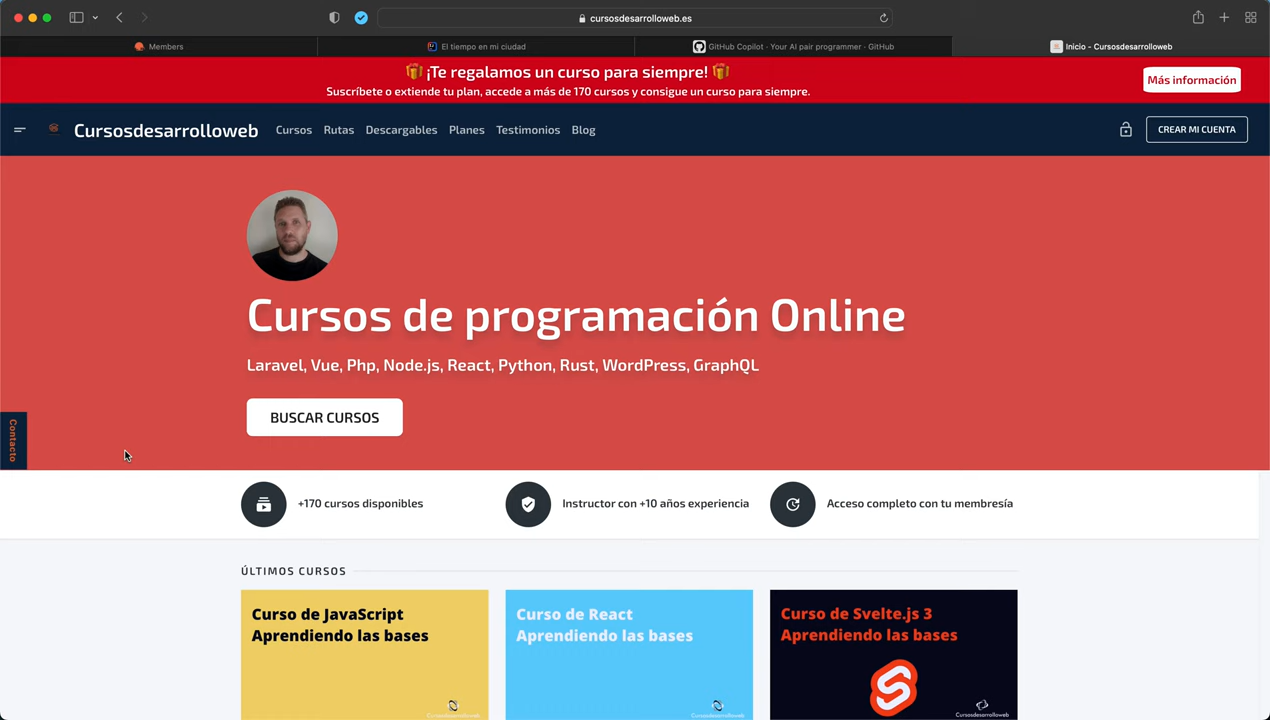 cursosdesarrolloweb.es
Members
El tiempo en mi ciudad
GitHub Copilot · Your AI pair programmer · GitHub
Inicio - Cursosdesarrolloweb
¡Te regalamos un curso para siempre!
Suscríbete o extiende tu plan, accede a más de 170 cursos y consigue un curso para siempre.
Más información
Cursosdesarrolloweb
Cursos
Rutas
Descargables
Planes
Testimonios
Blog
CREAR MI CUENTA
Cursos de programación Online
Laravel, Vue, Php, Node.js, React, Python, Rust, WordPress, GraphQL
BUSCAR CURSOS
Contacto
+170 cursos disponibles
Instructor con +10 años experiencia
Acceso completo con tu membresía
ÚLTIMOS CURSOS
Curso de JavaScript
Aprendiendo las bases
Cursosdesarrolloweb
Curso de React
Aprendiendo las bases
Cursosdesarrolloweb
Curso de Svelte.js 3
Aprendiendo las bases
Cursosdesarrolloweb